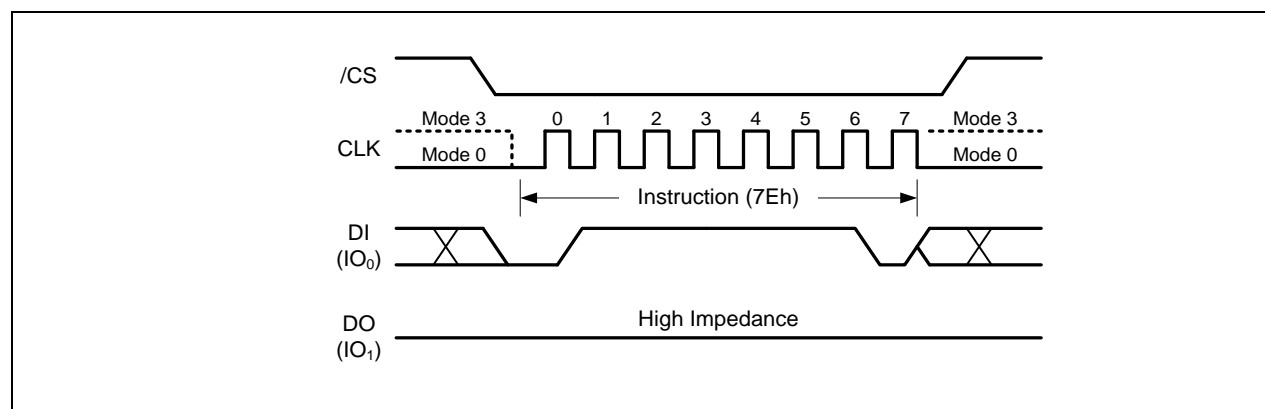 /CS
Mode 3 0 1 2 3 4 5 6 7 Mode 3
CLK
Mode 0 Mode 0
Instruction (7Eh)
DI
(IO₀)
High Impedance
DO
(IO₁)